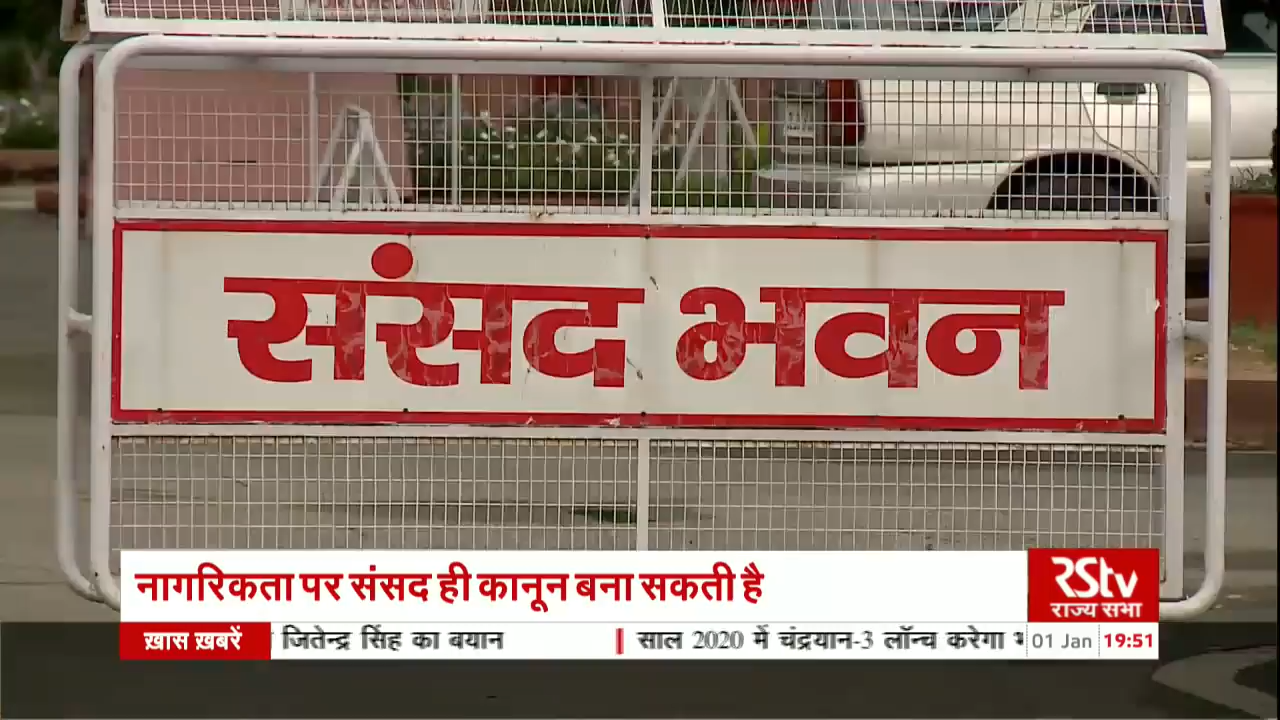 संसद भवन
नागरिकता पर संसद ही कानून बना सकती है
RStv
राज्य सभा
ख़ास ख़बरें
जितेन्द्र सिंह का बयान
साल 2020 में चंद्रयान-3 लॉन्च करेगा
01 Jan
19:51